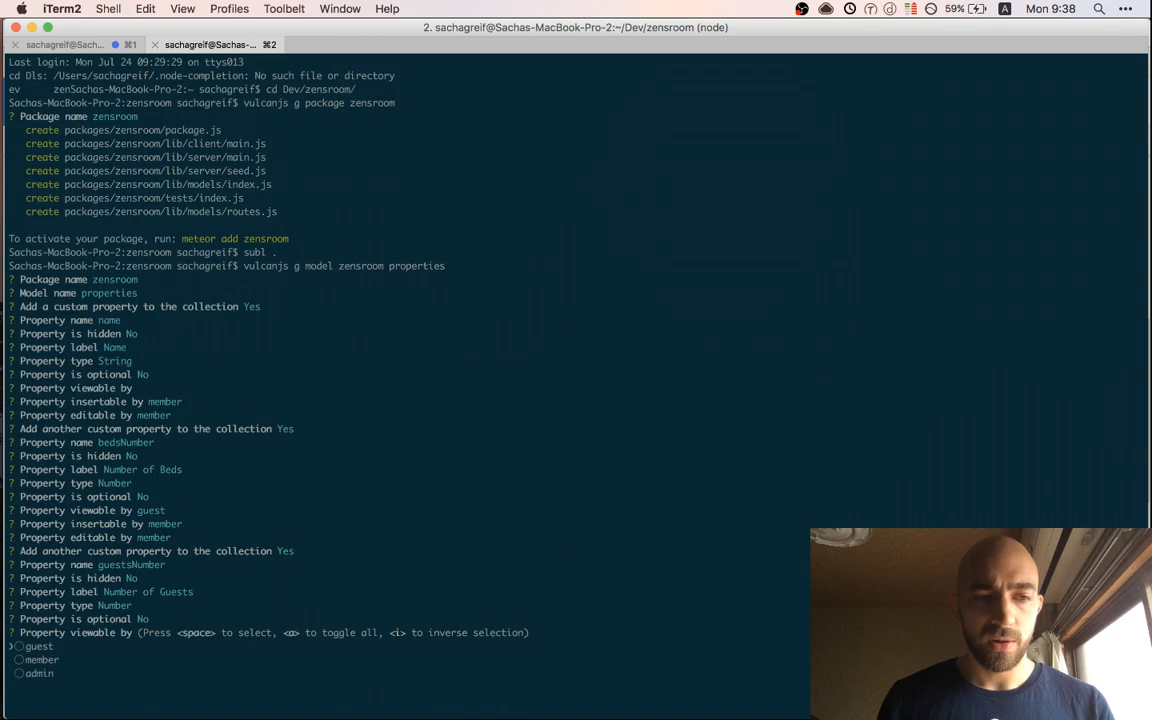 iTerm2 Shell Edit View Profiles Toolbelt Window Help 59% A Mon 9:38
2. sachagreif@Sachas-MacBook-Pro-2:~/Dev/zensroom (node)
sachagreif@Sach... ⌘1 sachagreif@Sachas-... ⌘2
Last login: Mon Jul 24 09:29:29 on ttys013
cd Dls: /Users/sachagreif/.node-completion: No such file or directory
ev zenSachas-MacBook-Pro-2:~ sachagreif$ cd Dev/zensroom/
Sachas-MacBook-Pro-2:zensroom sachagreif$ vulcanjs g package zensroom
? Package name zensroom
create packages/zensroom/package.js
create packages/zensroom/lib/client/main.js
create packages/zensroom/lib/server/main.js
create packages/zensroom/lib/server/seed.js
create packages/zensroom/lib/models/index.js
create packages/zensroom/tests/index.js
create packages/zensroom/lib/models/routes.js
To activate your package, run: meteor add zensroom
Sachas-MacBook-Pro-2:zensroom sachagreif$ subl .
Sachas-MacBook-Pro-2:zensroom sachagreif$ vulcanjs g model zensroom properties
? Package name zensroom
? Model name properties
? Add a custom property to the collection Yes
? Property name name
? Property is hidden No
? Property label Name
? Property type String
? Property is optional No
? Property viewable by
? Property insertable by member
? Property editable by member
? Add another custom property to the collection Yes
? Property name bedsNumber
? Property is hidden No
? Property label Number of Beds
? Property type Number
? Property is optional No
? Property viewable by guest
? Property insertable by member
? Property editable by member
? Add another custom property to the collection Yes
? Property name guestsNumber
? Property is hidden No
? Property label Number of Guests
? Property type Number
? Property is optional No
? Property viewable by (Press <space> to select, <a> to toggle all, <i> to inverse selection)
❯◯ guest
◯ member
◯ admin